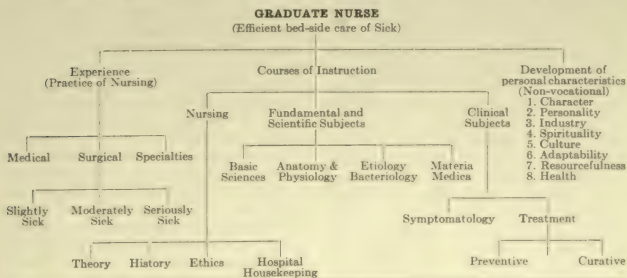 GRADUATE NURSE
(Efficient bed-side care of Sick)
Experience
(Practice of Nursing)
Courses of Instruction
Development of
personal characteristics
(Non-vocational)
1. Character
2. Personality
3. Industry
4. Spirituality
5. Culture
6. Adaptability
7. Resourcefulness
8. Health
Nursing
Fundamental and
Scientific Subjects
Clinical
Subjects
Medical
Surgical
Specialties
Basic
Sciences
Anatomy &
Physiology
Etiology
Bacteriology
Materia
Medica
Slightly
Sick
Moderately
Sick
Seriously
Sick
Symptomatology
Treatment
Theory
History
Ethics
Hospital
Housekeeping
Preventive
Curative